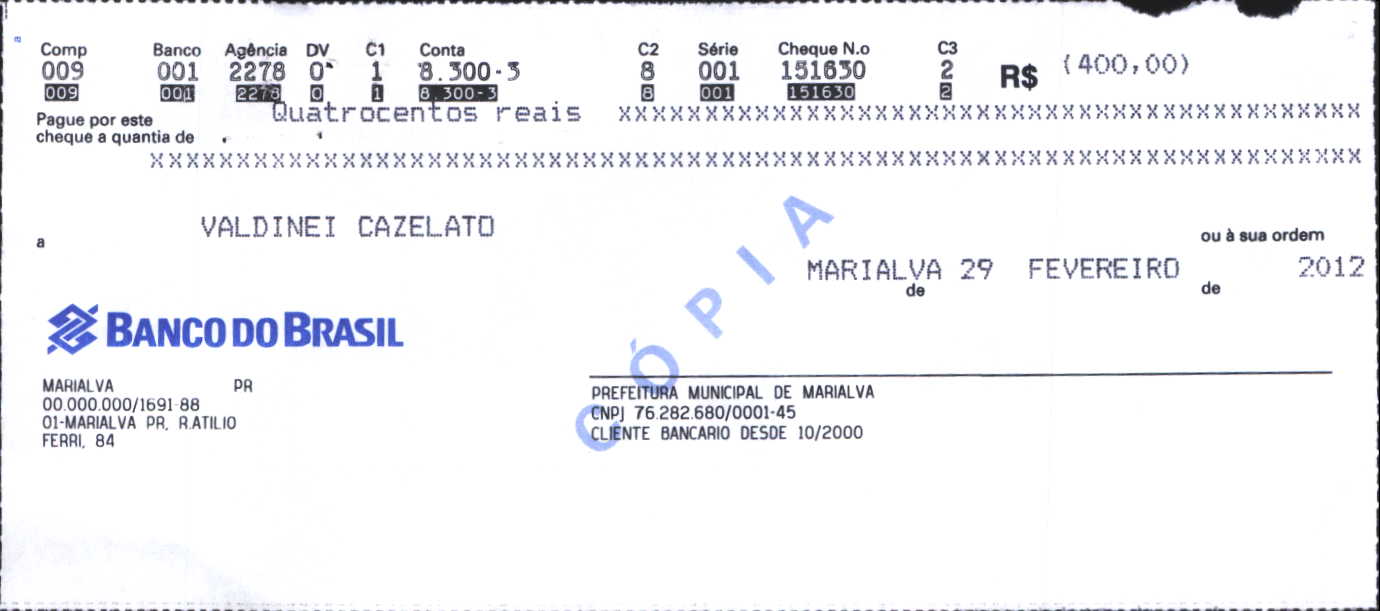 Comp Banco Agência DV C1 Conta C2 Série Cheque N.o C3
009 001 2278 0 1 8.300-3 8 001 151630 2 R$ (400,00)
009 001 2278 0 1 8.300-3 8 001 151630 2
Quatrocentos reais XXXXXXXXXXXXXXXXXXXXXXXXXXXXXXXXXXXXXXXXXXX
Pague por este
cheque a quantia de
XXXXXXXXXXXXXXXXXXXXXXXXXXXXXXXXXXXXXXXXXXXXXXXXXXXXXXXXXXXXXXXXXXXXXXXXXXXXX
a VALDINEI CAZELATO ou à sua ordem
MARIALVA 29 FEVEREIRO 2012
de de
BANCO DO BRASIL
CÓPIA
MARIALVA PR
00.000.000/1691-88
01-MARIALVA PR, R.ATILIO
FERRI, 84
PREFEITURA MUNICIPAL DE MARIALVA
CNPJ 76.282.680/0001-45
CLIENTE BANCARIO DESDE 10/2000